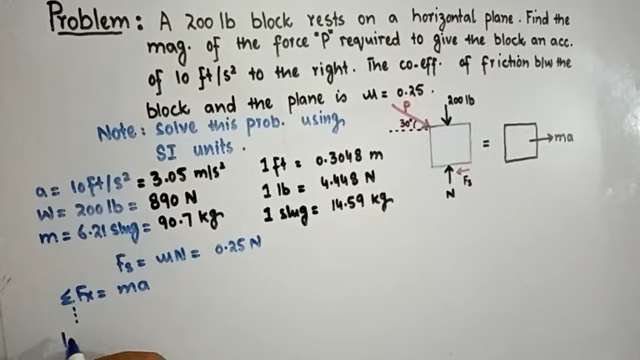 Problem: A 200 lb block rests on a horizontal plane. Find the
mag. of the force "P" required to give the block an acc.
of 10 ft/s² to the right. The co-eff. of friction b/w the
block and the plane is μ = 0.25.
Note: Solve this prob. using
SI units.
P
30°
200 lb
N
Fs
=
ma
a = 10 ft/s² = 3.05 m/s²
W = 200 lb = 890 N
m = 6.21 slug = 90.7 kg
1 ft = 0.3048 m
1 lb = 4.448 N
1 slug = 14.59 kg
Fs = μN = 0.25 N
ΣFx = ma